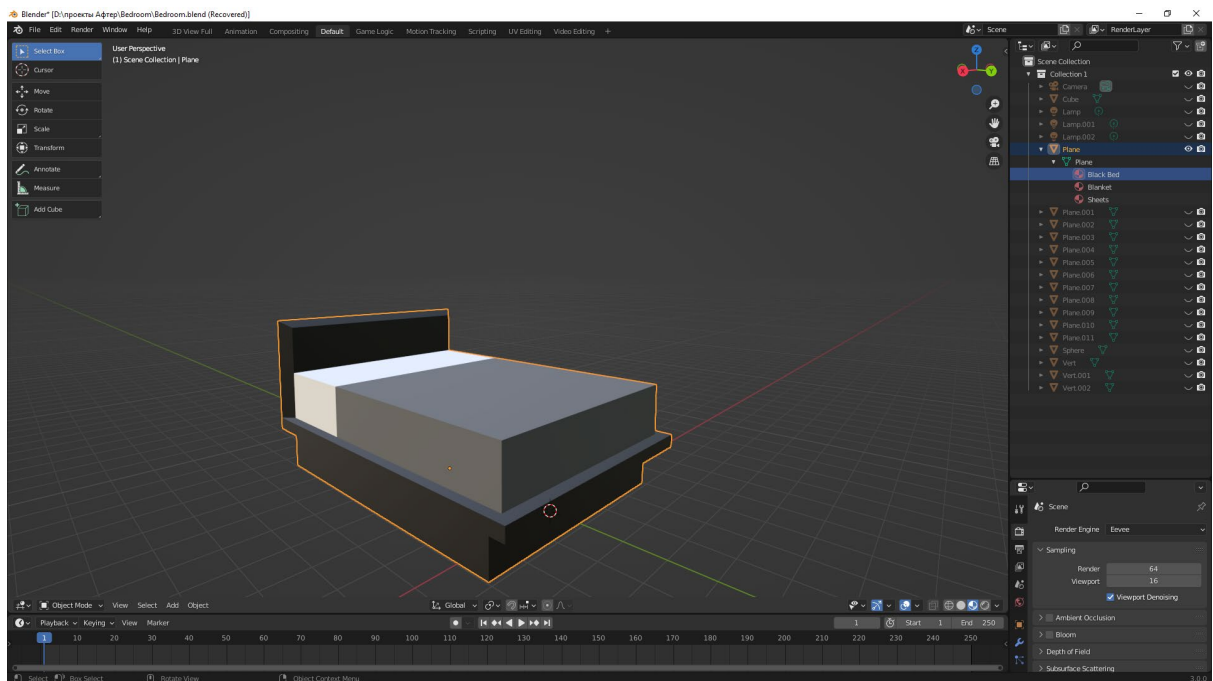 Blender* [D:\проекты Афтер\Bedroom\Bedroom.blend (Recovered)]
File Edit Render Window Help 3D View Full Animation Compositing Default Game Logic Motion Tracking Scripting UV Editing Video Editing + Scene RenderLayer
Select Box
Cursor
Move
Rotate
Scale
Transform
Annotate
Measure
Add Cube
User Perspective
(1) Scene Collection | Plane
X
Y
Z
Scene Collection
Collection 1
Camera
Cube
Lamp
Lamp.001
Lamp.002
Plane
Plane
Black Bed
Blanket
Sheets
Plane.001
Plane.002
Plane.003
Plane.004
Plane.005
Plane.006
Plane.007
Plane.008
Plane.009
Plane.010
Plane.011
Sphere
Vert
Vert.001
Vert.002
Scene
Render Engine Eevee
Sampling
Render 64
Viewport 16
Viewport Denoising
Ambient Occlusion
Bloom
Depth of Field
Subsurface Scattering
Object Mode View Select Add Object Global
Playback Keying View Marker 1 Start 1 End 250
1 10 20 30 40 50 60 70 80 90 100 110 120 130 140 150 160 170 180 190 200 210 220 230 240 250
Select Box Select Rotate View Object Context Menu 3.0.0